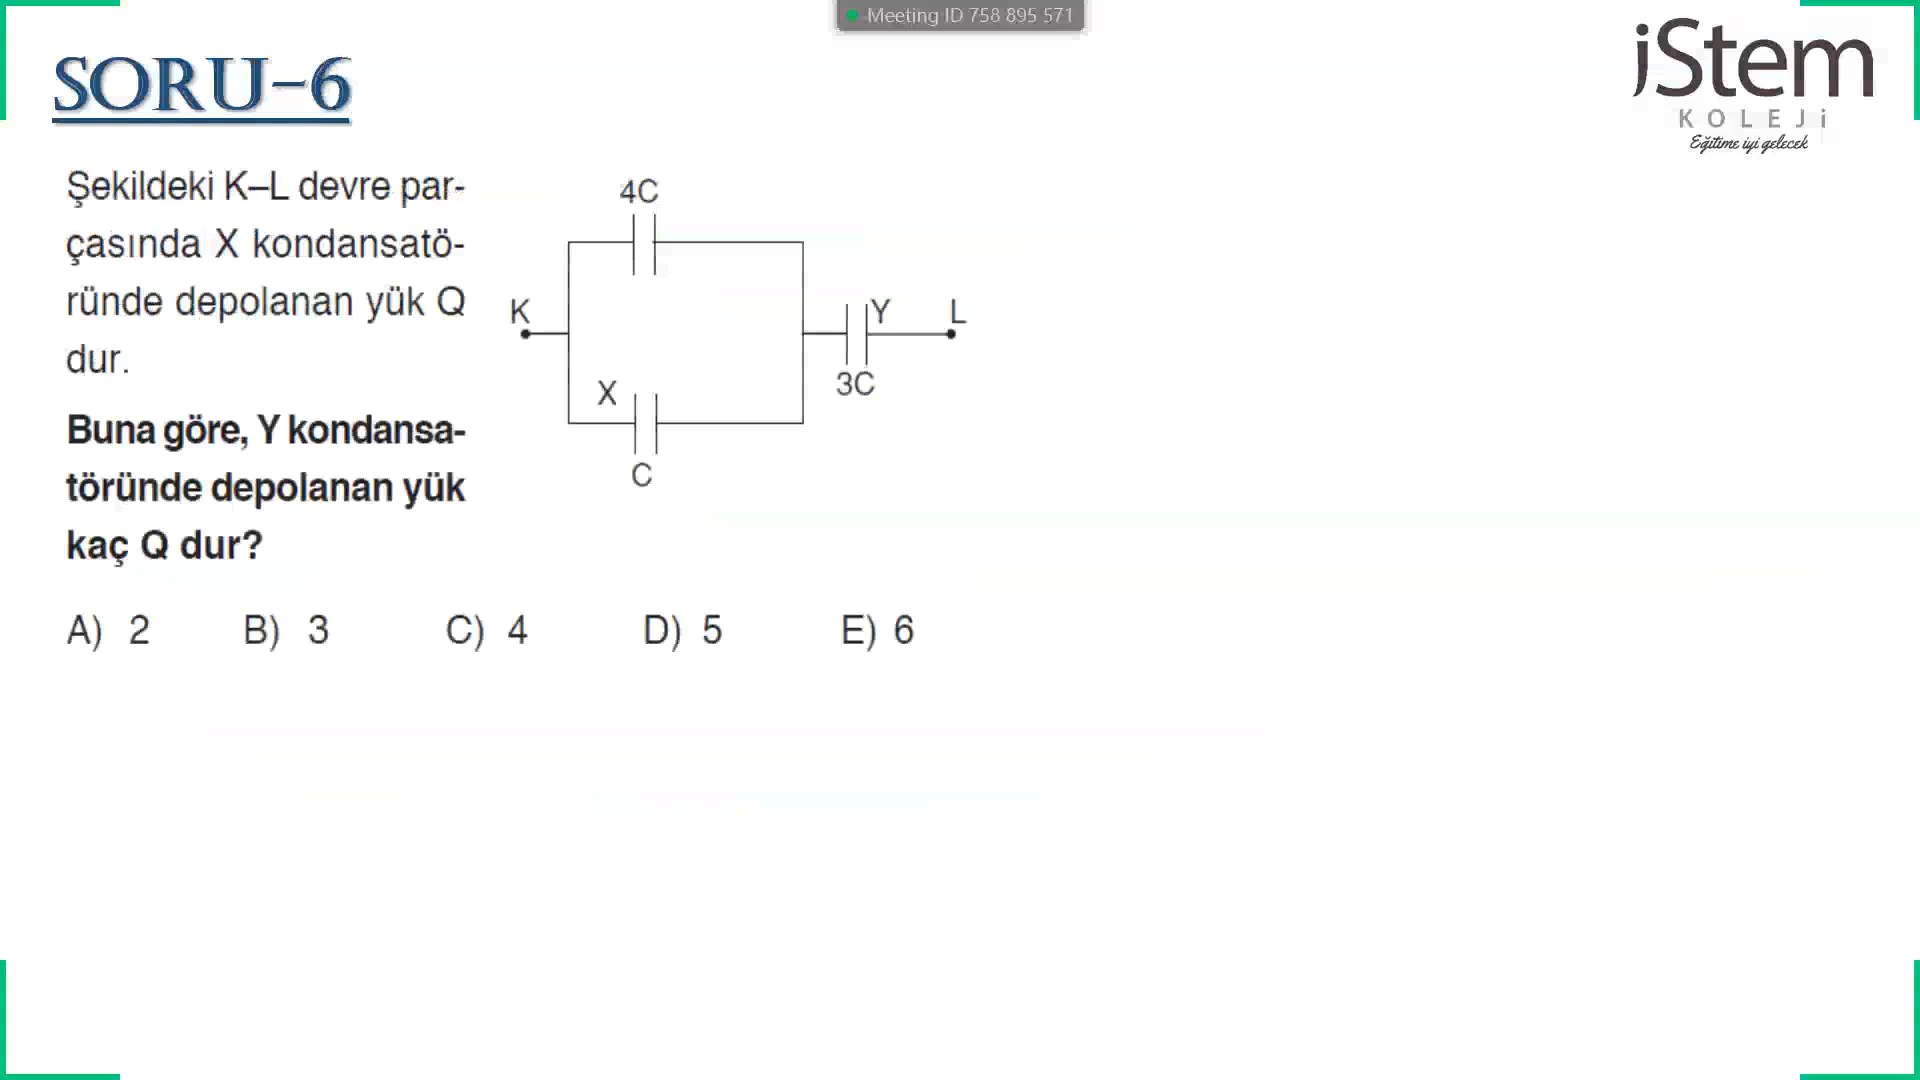 Meeting ID 758 895 571
SORU-6
iStem
KOLEJi
Eğitime iyi gelecek
Şekildeki K–L devre par-
çasında X kondansatö-
ründe depolanan yük Q
dur.
Buna göre, Y kondansa-
töründe depolanan yük
kaç Q dur?
4C
K
Y
L
X
3C
C
A) 2 B) 3 C) 4 D) 5 E) 6